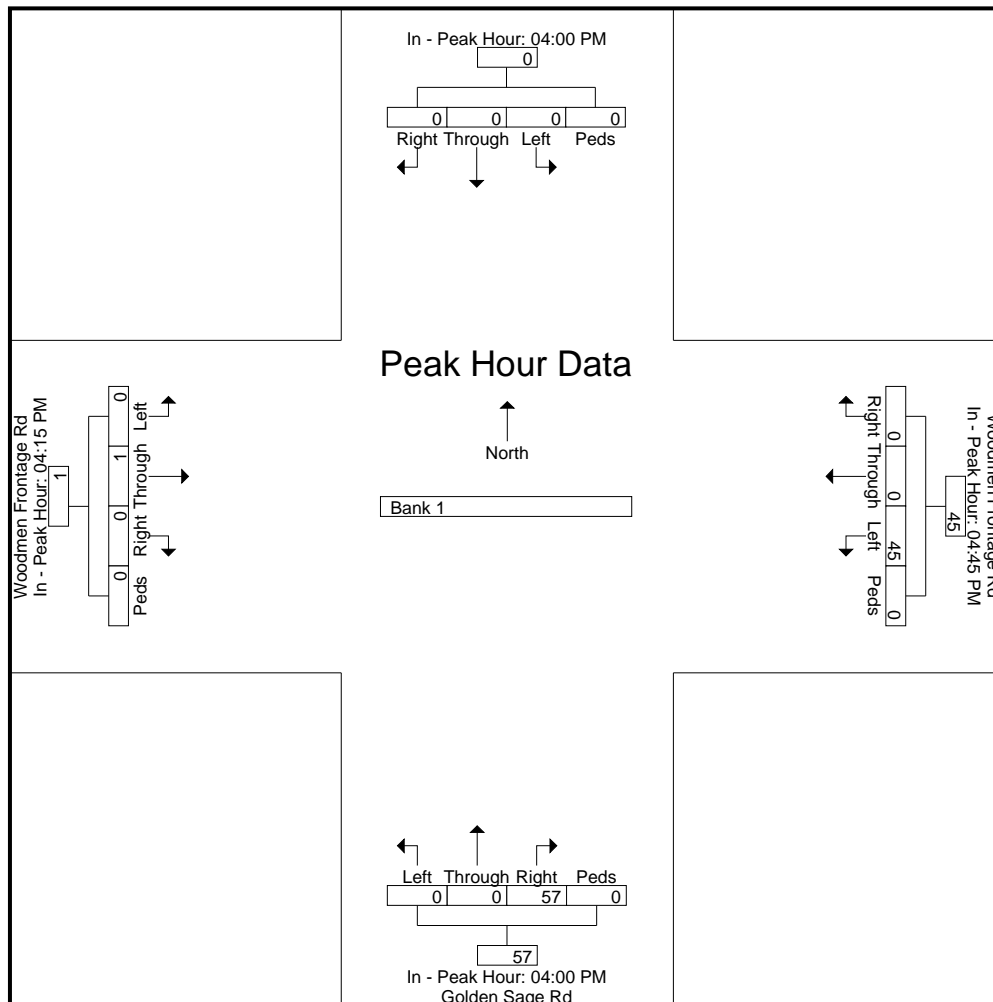 In - Peak Hour: 04:00 PM
0
0 0 0 0
Right Through Left Peds
Peak Hour Data
North
Bank 1
Woodmen Frontage Rd
In - Peak Hour: 04:15 PM
1
0 1 0 0
Left Through Right Peds
Woodmen Frontage Rd
In - Peak Hour: 04:45 PM
45
0 0 45 0
Right Through Left Peds
Left Through Right Peds
0 0 57 0
57
In - Peak Hour: 04:00 PM
Golden Sage Rd